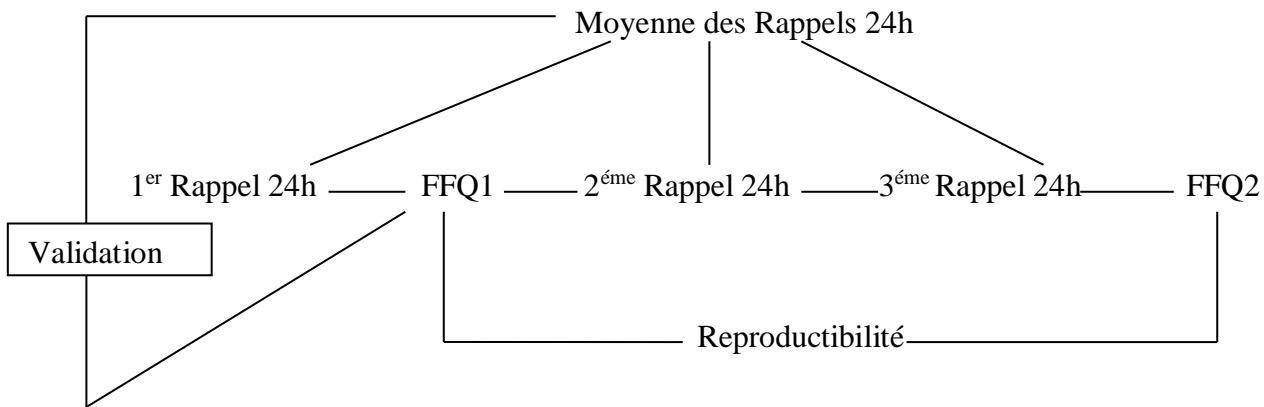 Moyenne des Rappels 24h
1er Rappel 24h FFQ1 2éme Rappel 24h 3éme Rappel 24h FFQ2
Validation
Reproductibilité